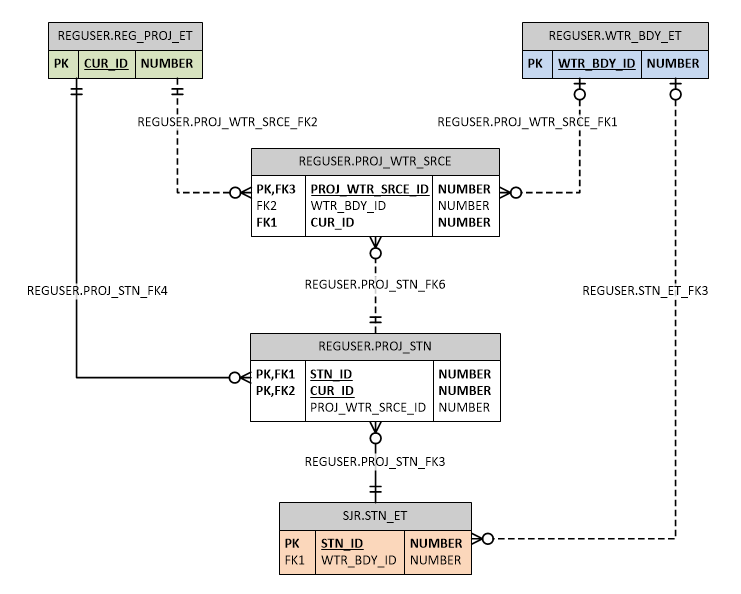 REGUSER.REG_PROJ_ET
PK CUR_ID NUMBER
REGUSER.WTR_BDY_ET
PK WTR_BDY_ID NUMBER
REGUSER.PROJ_WTR_SRCE_FK2
REGUSER.PROJ_WTR_SRCE_FK1
REGUSER.PROJ_WTR_SRCE
PK,FK3 PROJ_WTR_SRCE_ID NUMBER
FK2 WTR_BDY_ID NUMBER
FK1 CUR_ID NUMBER
REGUSER.PROJ_STN_FK4
REGUSER.PROJ_STN_FK6
REGUSER.STN_ET_FK3
REGUSER.PROJ_STN
PK,FK1 STN_ID NUMBER
PK,FK2 CUR_ID NUMBER
PROJ_WTR_SRCE_ID NUMBER
REGUSER.PROJ_STN_FK3
SJR.STN_ET
PK STN_ID NUMBER
FK1 WTR_BDY_ID NUMBER